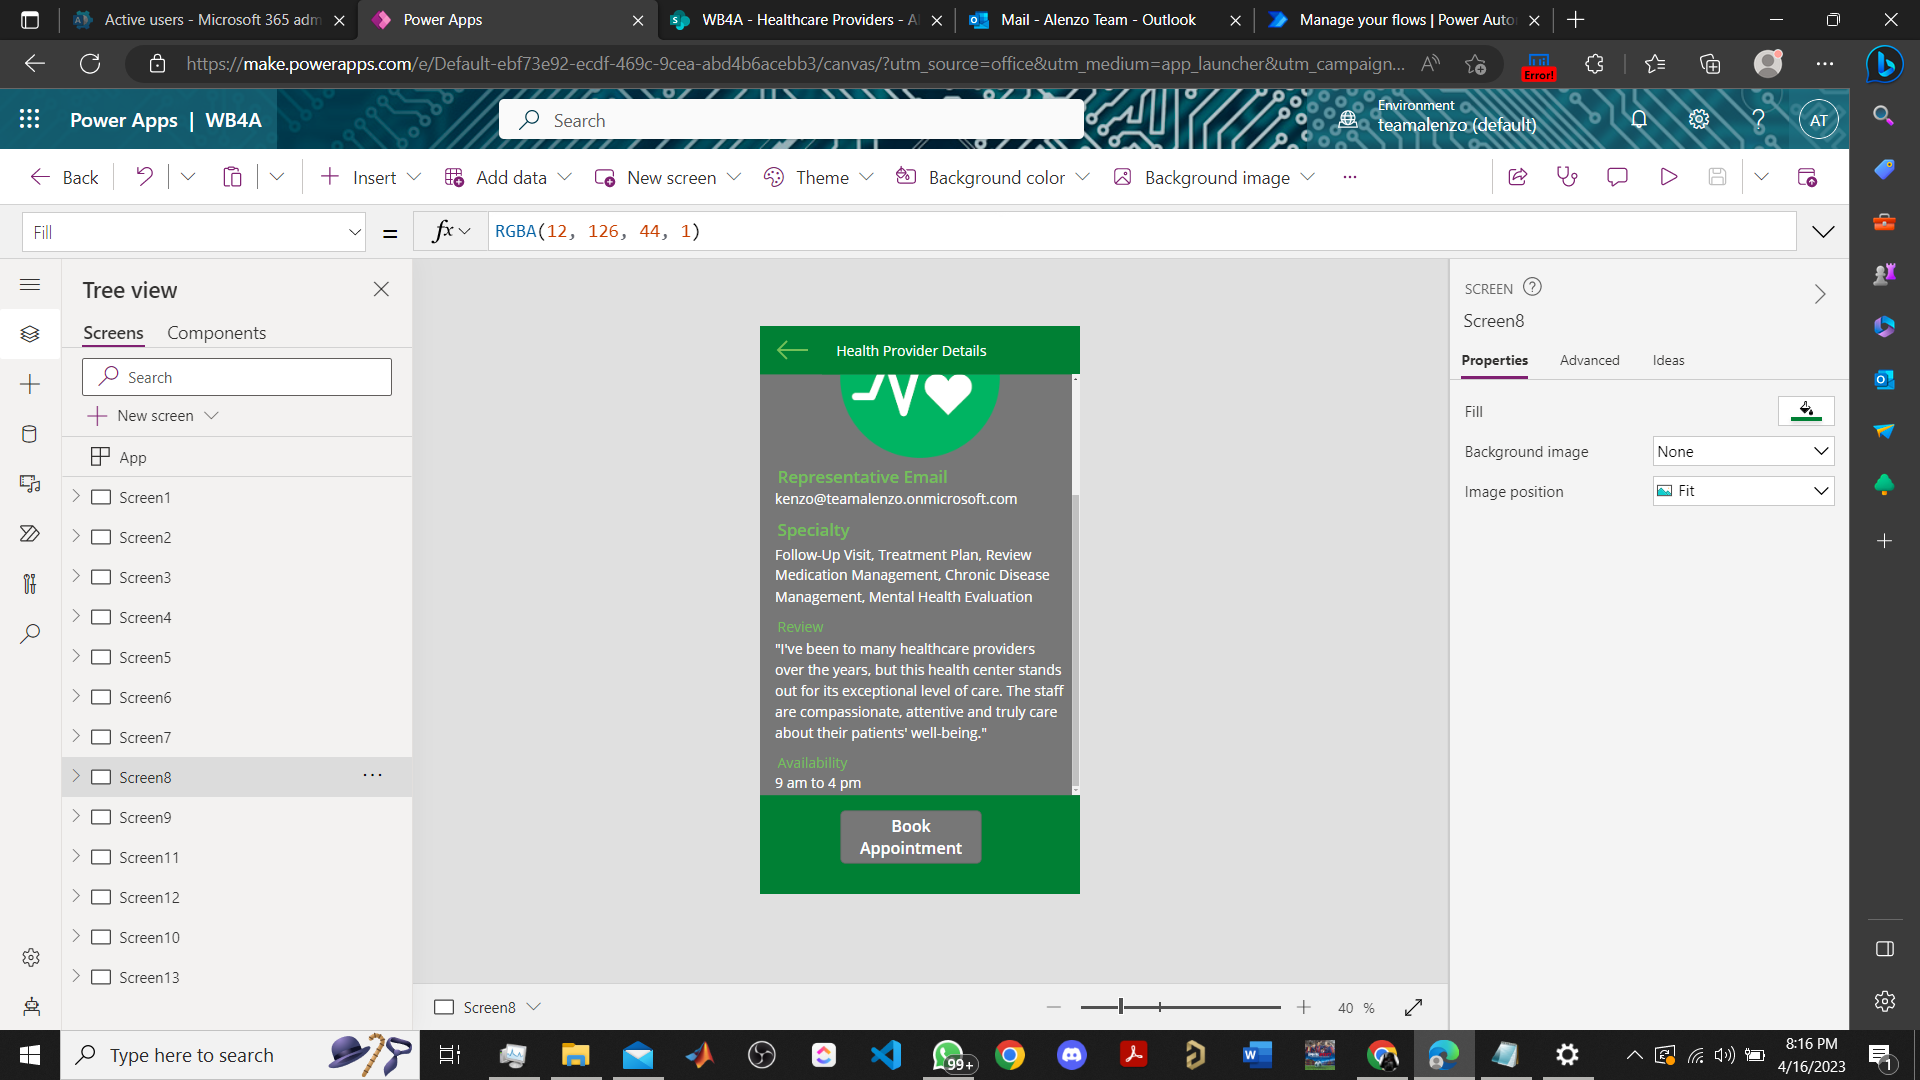 Active users - Microsoft 365 adm
Power Apps
WB4A - Healthcare Providers - Al
Mail - Alenzo Team - Outlook
Manage your flows | Power Auto
https://make.powerapps.com/e/Default-ebf73e92-ecdf-469c-9cea-abd4b6acebb3/canvas/?utm_source=office&utm_medium=app_launcher&utm_campaign...
Error!
Power Apps | WB4A
Search
Environment
teamalenzo (default)
AT
Back
Insert
Add data
New screen
Theme
Background color
Background image
Fill
=
fx
RGBA(12, 126, 44, 1)
Tree view
Screens
Components
Search
New screen
App
Screen1
Screen2
Screen3
Screen4
Screen5
Screen6
Screen7
Screen8
Screen9
Screen11
Screen12
Screen10
Screen13
Health Provider Details
Representative Email
kenzo@teamalenzo.onmicrosoft.com
Specialty
Follow-Up Visit, Treatment Plan, Review
Medication Management, Chronic Disease
Management, Mental Health Evaluation
Review
"I've been to many healthcare providers
over the years, but this health center stands
out for its exceptional level of care. The staff
are compassionate, attentive and truly care
about their patients' well-being."
Availability
9 am to 4 pm
Book
Appointment
SCREEN
Screen8
Properties
Advanced
Ideas
Fill
Background image
None
Image position
Fit
Screen8
40 %
Type here to search
99+
8:16 PM
4/16/2023
1